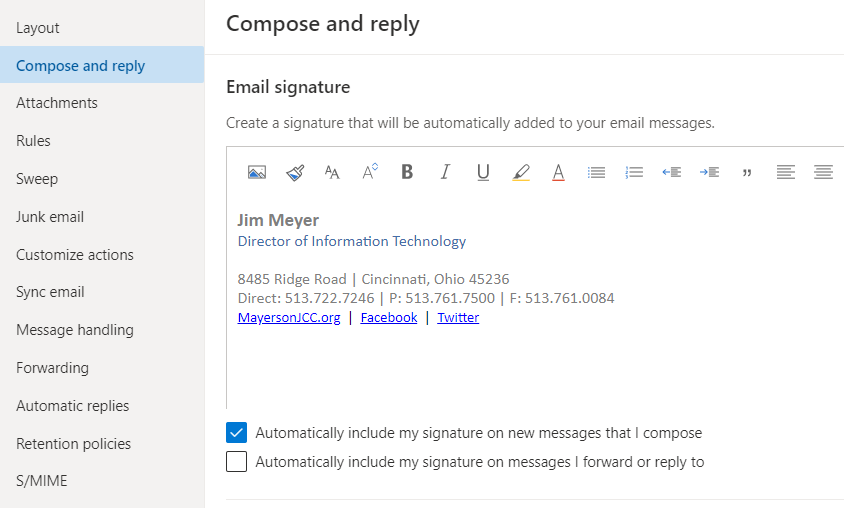 Layout
Compose and reply
Attachments
Rules
Sweep
Junk email
Customize actions
Sync email
Message handling
Forwarding
Automatic replies
Retention policies
S/MIME
Compose and reply
Email signature
Create a signature that will be automatically added to your email messages.
Jim Meyer
Director of Information Technology
8485 Ridge Road | Cincinnati, Ohio 45236
Direct: 513.722.7246 | P: 513.761.7500 | F: 513.761.0084
MayersonJCC.org | Facebook | Twitter
Automatically include my signature on new messages that I compose
Automatically include my signature on messages I forward or reply to